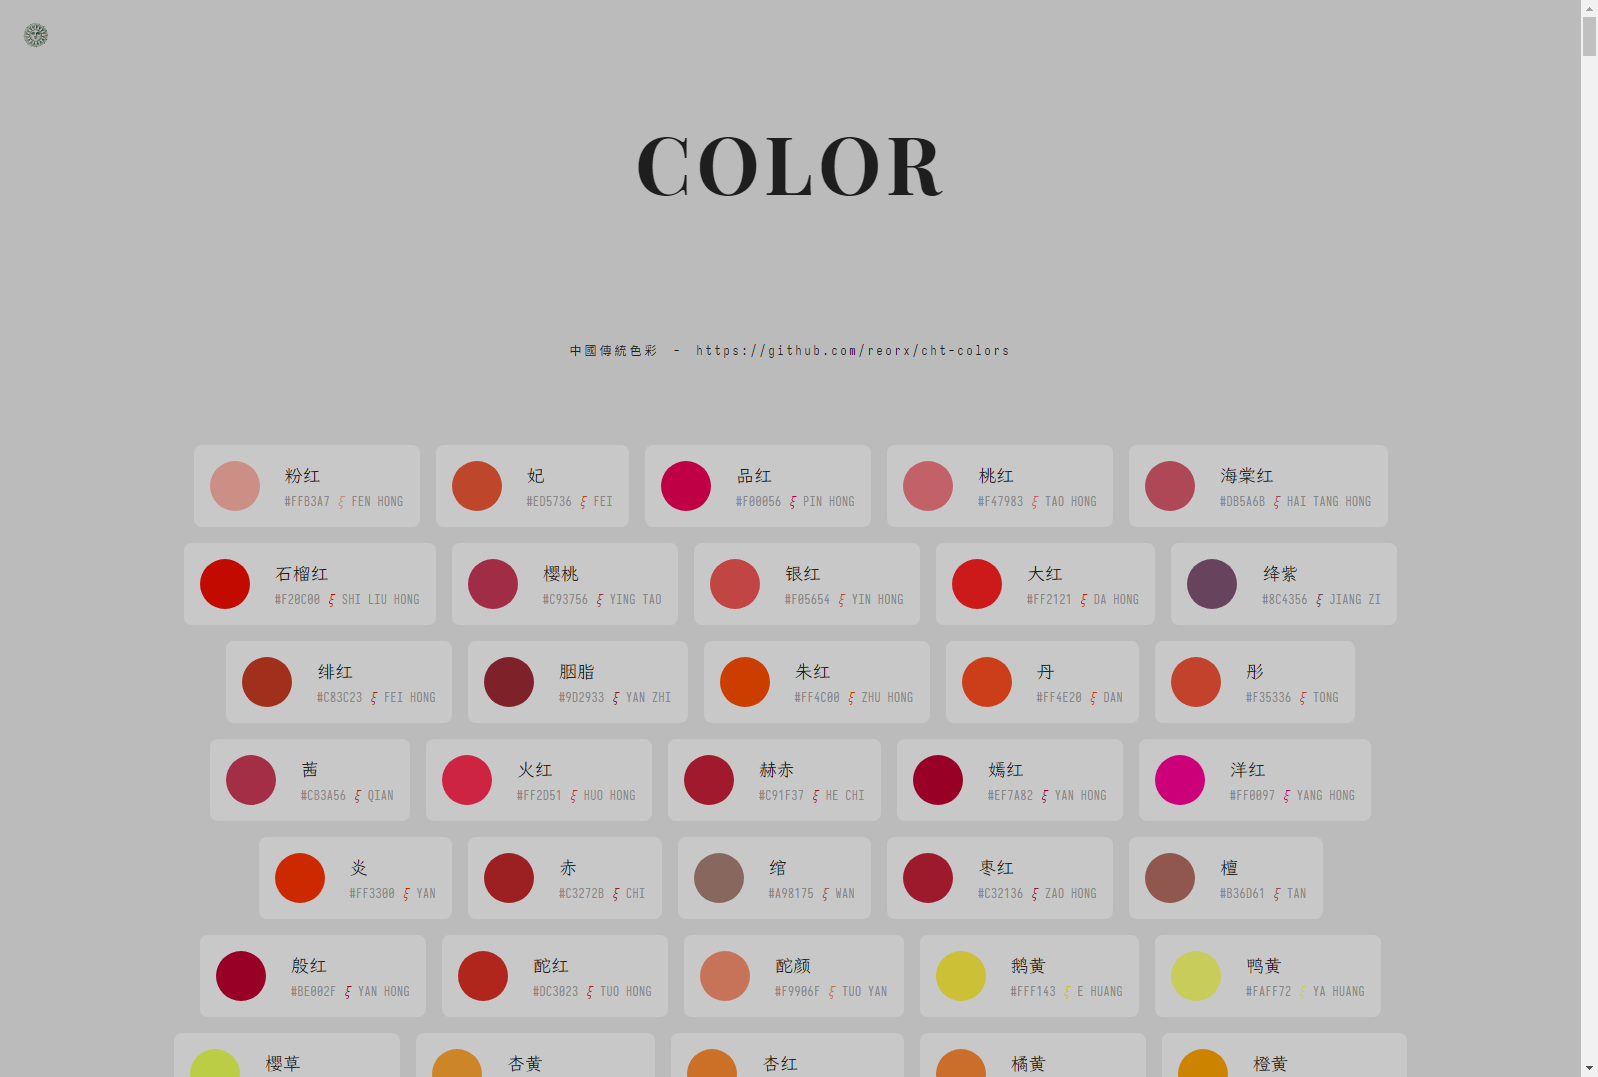 COLOR
中國傳統色彩 - https://github.com/reorx/cht-colors
粉红 妃 品红 桃红 海棠红
#FFB3A7 ξ FEN HONG #ED5736 ξ FEI #F00056 ξ PIN HONG #F47983 ξ TAO HONG #DB5A6B ξ HAI TANG HONG
石榴红 樱桃 银红 大红 绛紫
#F20C00 ξ SHI LIU HONG #C93756 ξ YING TAO #F05654 ξ YIN HONG #FF2121 ξ DA HONG #8C4356 ξ JIANG ZI
绯红 胭脂 朱红 丹 彤
#C83C23 ξ FEI HONG #9D2933 ξ YAN ZHI #FF4C00 ξ ZHU HONG #FF4E20 ξ DAN #F35336 ξ TONG
茜 火红 赫赤 嫣红 洋红
#CB3A56 ξ QIAN #FF2D51 ξ HUO HONG #C91F37 ξ HE CHI #EF7A82 ξ YAN HONG #FF0097 ξ YANG HONG
炎 赤 绾 枣红 檀
#FF3300 ξ YAN #C3272B ξ CHI #A98175 ξ WAN #C32136 ξ ZAO HONG #B36D61 ξ TAN
殷红 酡红 酡颜 鹅黄 鸭黄
#BE002F ξ YAN HONG #DC3023 ξ TUO HONG #F9906F ξ TUO YAN #FFF143 ξ E HUANG #FAFF72 ξ YA HUANG
樱草 杏黄 杏红 橘黄 橙黄